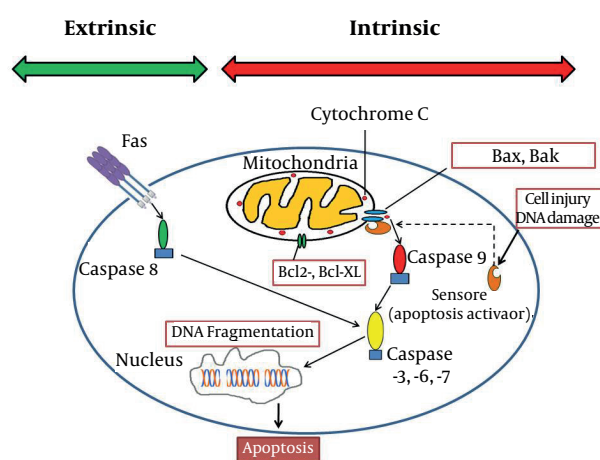 Extrinsic
Intrinsic
Cytochrome C
Fas
Mitochondria
Bax, Bak
Cell injury
DNA damage
Caspase 8
Bcl2-, Bcl-XL
Caspase 9
Sensore
(apoptosis activaor).
DNA Fragmentation
Nucleus
Caspase
-3, -6, -7
Apoptosis